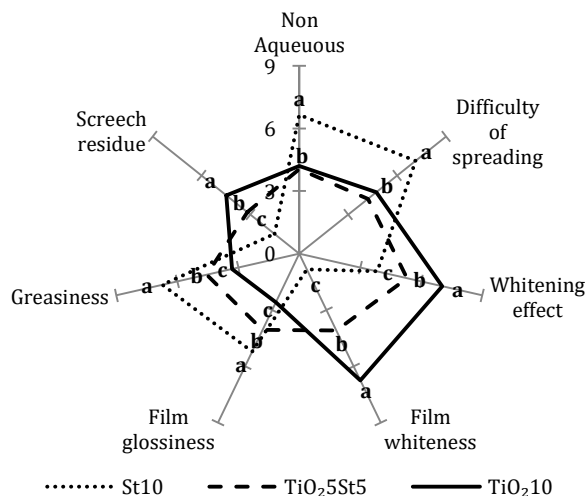 Non
Aqueuous
9
a
Difficulty
of
spreading
Screech
residue
6
a
b
a
b
3
b
c
0
Greasiness
a
b
c
c
b
a
Whitening
effect
c
c
b
b
a
a
Film
glossiness
Film
whiteness
St10
TiO₂5St5
TiO₂10